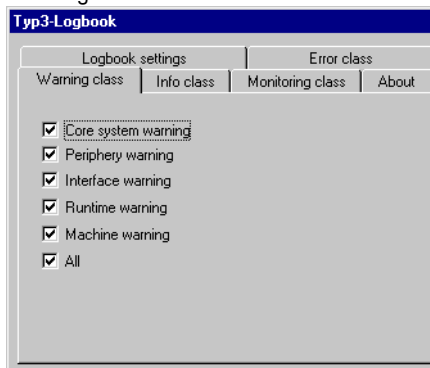 Typ3-Logbook
Logbook settings Error class
Warning class Info class Monitoring class About
Core system warning
Periphery warning
Interface warning
Runtime warning
Machine warning
All